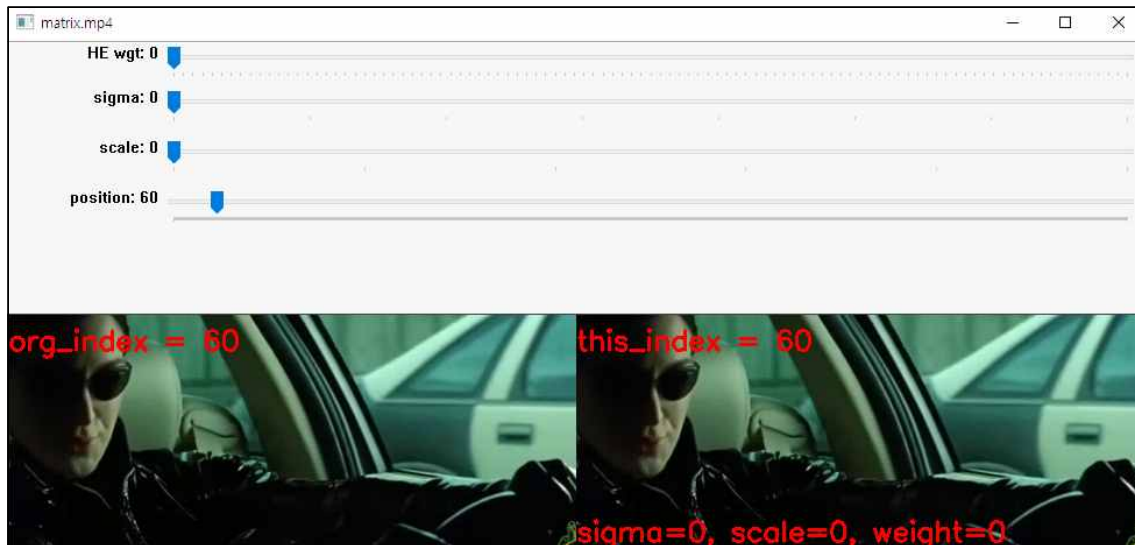 matrix.mp4
HE wgt: 0
sigma: 0
scale: 0
position: 60
org_index = 60
this_index = 60
sigma=0, scale=0, weight=0